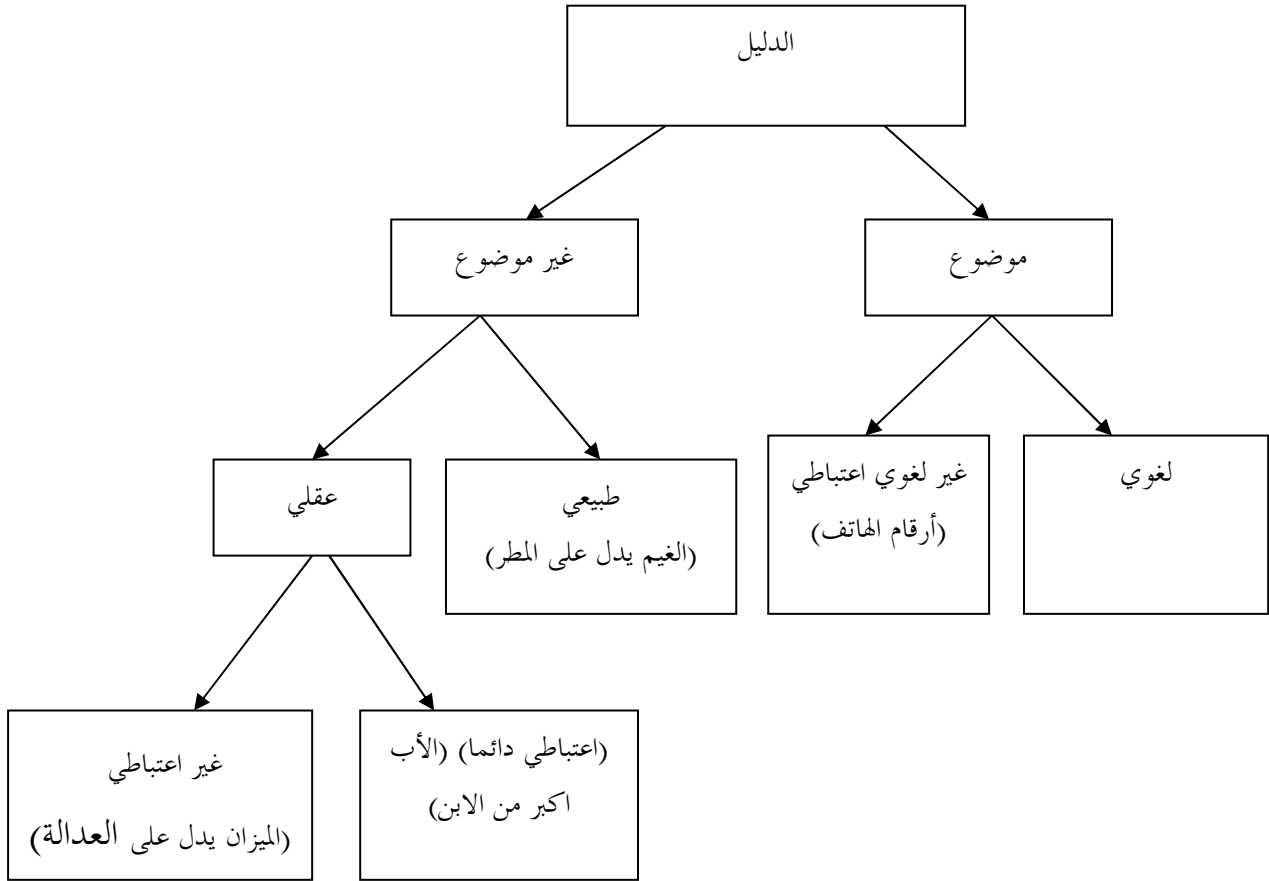 الدليل
موضوع
غير موضوع
لغوي
غير لغوي اعتباطي
(أرقام الهاتف)
طبيعي
(الغيم يدل على المطر)
عقلي
(اعتباطي دائما) (الأب
اكبر من الابن)
غير اعتباطي
(الميزان يدل على العدالة)